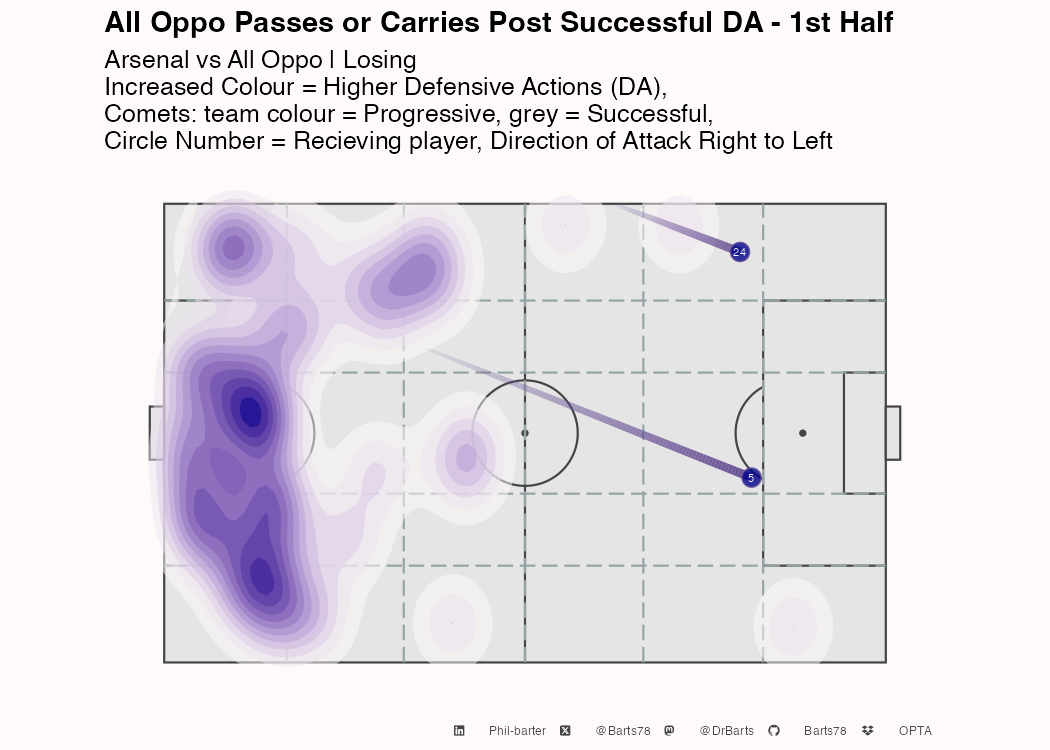 All Oppo Passes or Carries Post Successful DA - 1st Half
Arsenal vs All Oppo | Losing
Increased Colour = Higher Defensive Actions (DA),
Comets: team colour = Progressive, grey = Successful,
Circle Number = Recieving player, Direction of Attack Right to Left
24
5
Phil-barter @Barts78 @DrBarts Barts78 OPTA